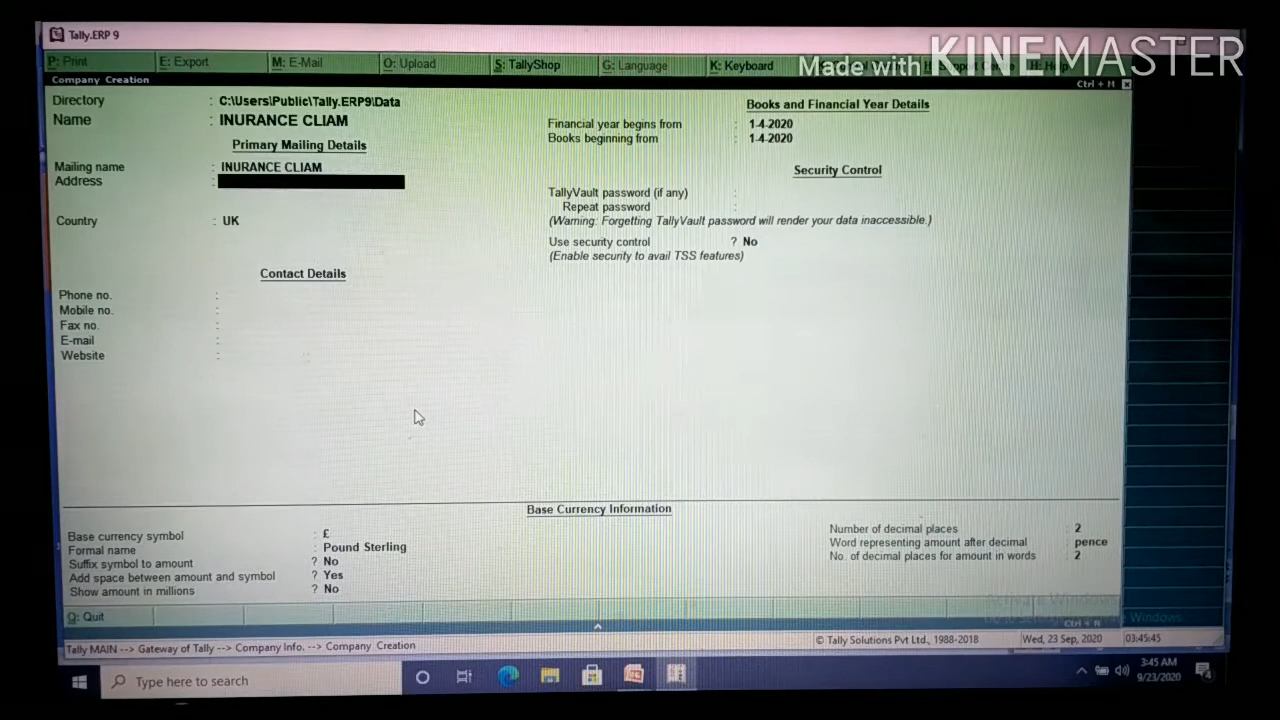 Tally.ERP 9
P: Print E: Export M: E-Mail O: Upload S: TallyShop G: Language K: Keyboard
Made with KINEMASTER
Company Creation Ctrl + M
Directory : C:\Users\Public\Tally.ERP9\Data
Name : INURANCE CLIAM
Primary Mailing Details
Mailing name : INURANCE CLIAM
Address :
Country : UK
Contact Details
Phone no. :
Mobile no. :
Fax no. :
E-mail :
Website :
Books and Financial Year Details
Financial year begins from : 1-4-2020
Books beginning from : 1-4-2020
Security Control
TallyVault password (if any) :
Repeat password :
(Warning: Forgetting TallyVault password will render your data inaccessible.)
Use security control ? No
(Enable security to avail TSS features)
Base Currency Information
Base currency symbol : £
Formal name : Pound Sterling
Suffix symbol to amount ? No
Add space between amount and symbol ? Yes
Show amount in millions ? No
Number of decimal places : 2
Word representing amount after decimal : pence
No. of decimal places for amount in words : 2
Q: Quit
Activate Windows
Ctrl + N
Tally MAIN --> Gateway of Tally --> Company Info. --> Company Creation © Tally Solutions Pvt Ltd., 1988-2018 Wed, 23 Sep, 2020 03:45:45
Type here to search
3:45 AM
9/23/2020
4